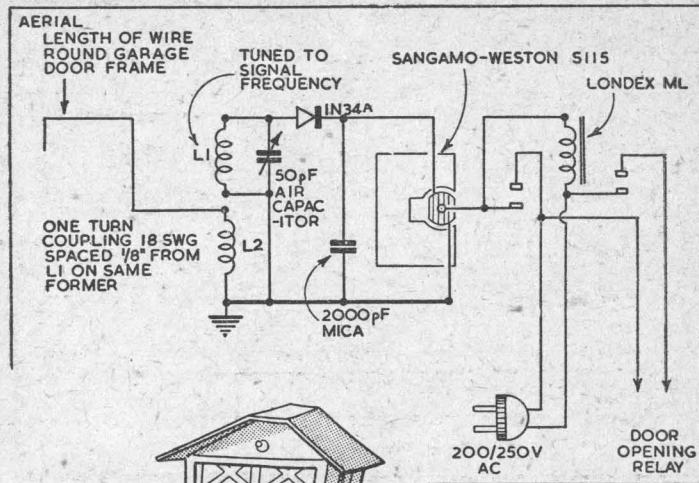 AERIAL
LENGTH OF WIRE
ROUND GARAGE
DOOR FRAME
TUNED TO
SIGNAL
FREQUENCY
SANGAMO-WESTON S115
LONDEX ML
1N34A
L1
50pF
AIR
CAPAC
-ITOR
ONE TURN
COUPLING 18 SWG
SPACED 1/8" FROM
L1 ON SAME
FORMER
L2
2000pF
MICA
200/250V
AC
DOOR
OPENING
RELAY